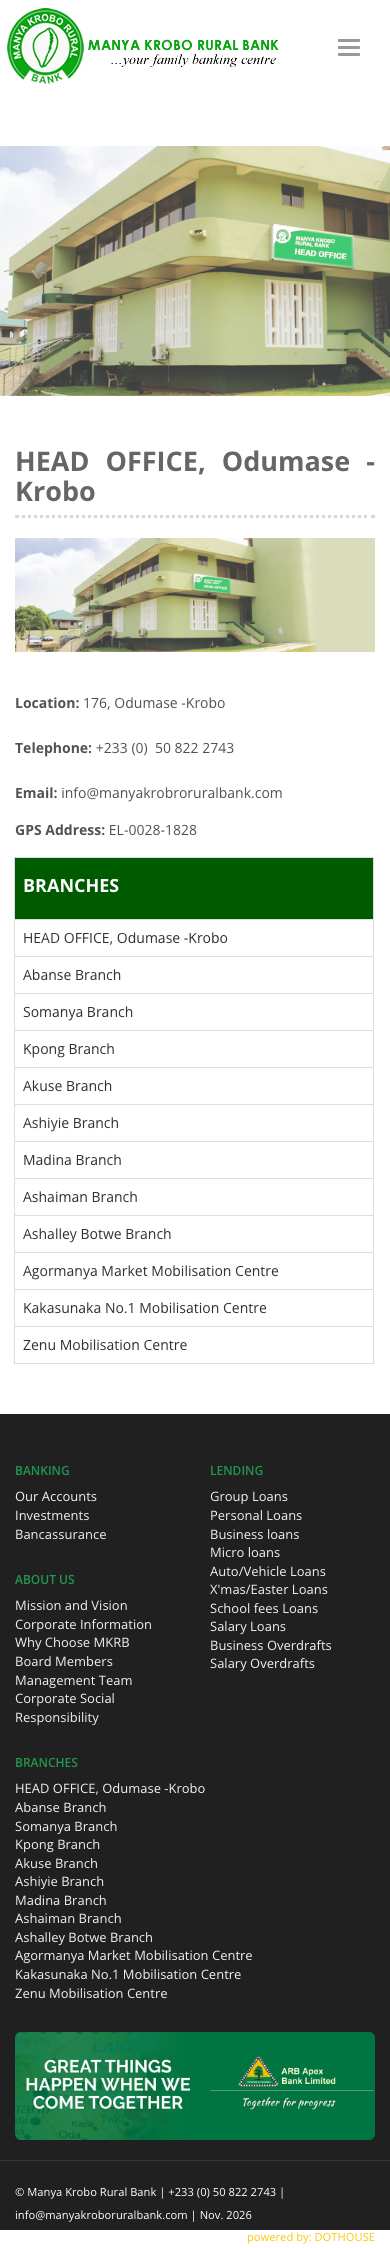 MANYA KROBO RURAL
BANK
MANYA KROBO RURAL BANK
...your family banking centre
MANYA KROBO
RURAL BANK
HEAD OFFICE
HEAD OFFICE, Odumase -
Krobo
HEAD OFFICE
Location: 176, Odumase -Krobo
Telephone: +233 (0)  50 822 2743
Email: info@manyakrobroruralbank.com
GPS Address: EL-0028-1828
BRANCHES
HEAD OFFICE, Odumase -Krobo
Abanse Branch
Somanya Branch
Kpong Branch
Akuse Branch
Ashiyie Branch
Madina Branch
Ashaiman Branch
Ashalley Botwe Branch
Agormanya Market Mobilisation Centre
Kakasunaka No.1 Mobilisation Centre
Zenu Mobilisation Centre
BANKING
Our Accounts
Investments
Bancassurance
ABOUT US
Mission and Vision
Corporate Information
Why Choose MKRB
Board Members
Management Team
Corporate Social
Responsibility
LENDING
Group Loans
Personal Loans
Business loans
Micro loans
Auto/Vehicle Loans
X'mas/Easter Loans
School fees Loans
Salary Loans
Business Overdrafts
Salary Overdrafts
BRANCHES
HEAD OFFICE, Odumase -Krobo
Abanse Branch
Somanya Branch
Kpong Branch
Akuse Branch
Ashiyie Branch
Madina Branch
Ashaiman Branch
Ashalley Botwe Branch
Agormanya Market Mobilisation Centre
Kakasunaka No.1 Mobilisation Centre
Zenu Mobilisation Centre
GREAT THINGS
HAPPEN WHEN WE
COME TOGETHER
ARB Apex
Bank Limited
Together for progress
© Manya Krobo Rural Bank | +233 (0) 50 822 2743 |
info@manyakroboruralbank.com | Nov. 2026
powered by: DOTHOUSE